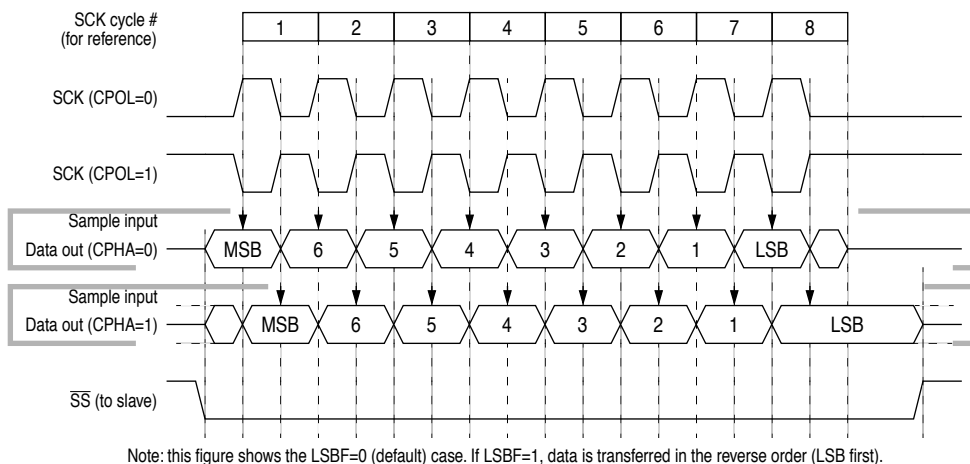 SCK cycle #
(for reference)
1 2 3 4 5 6 7 8
SCK (CPOL=0)
SCK (CPOL=1)
Sample input
Data out (CPHA=0)
MSB 6 5 4 3 2 1 LSB
Sample input
Data out (CPHA=1)
MSB 6 5 4 3 2 1 LSB
SS (to slave)
Note: this figure shows the LSBF=0 (default) case. If LSBF=1, data is transferred in the reverse order (LSB first).